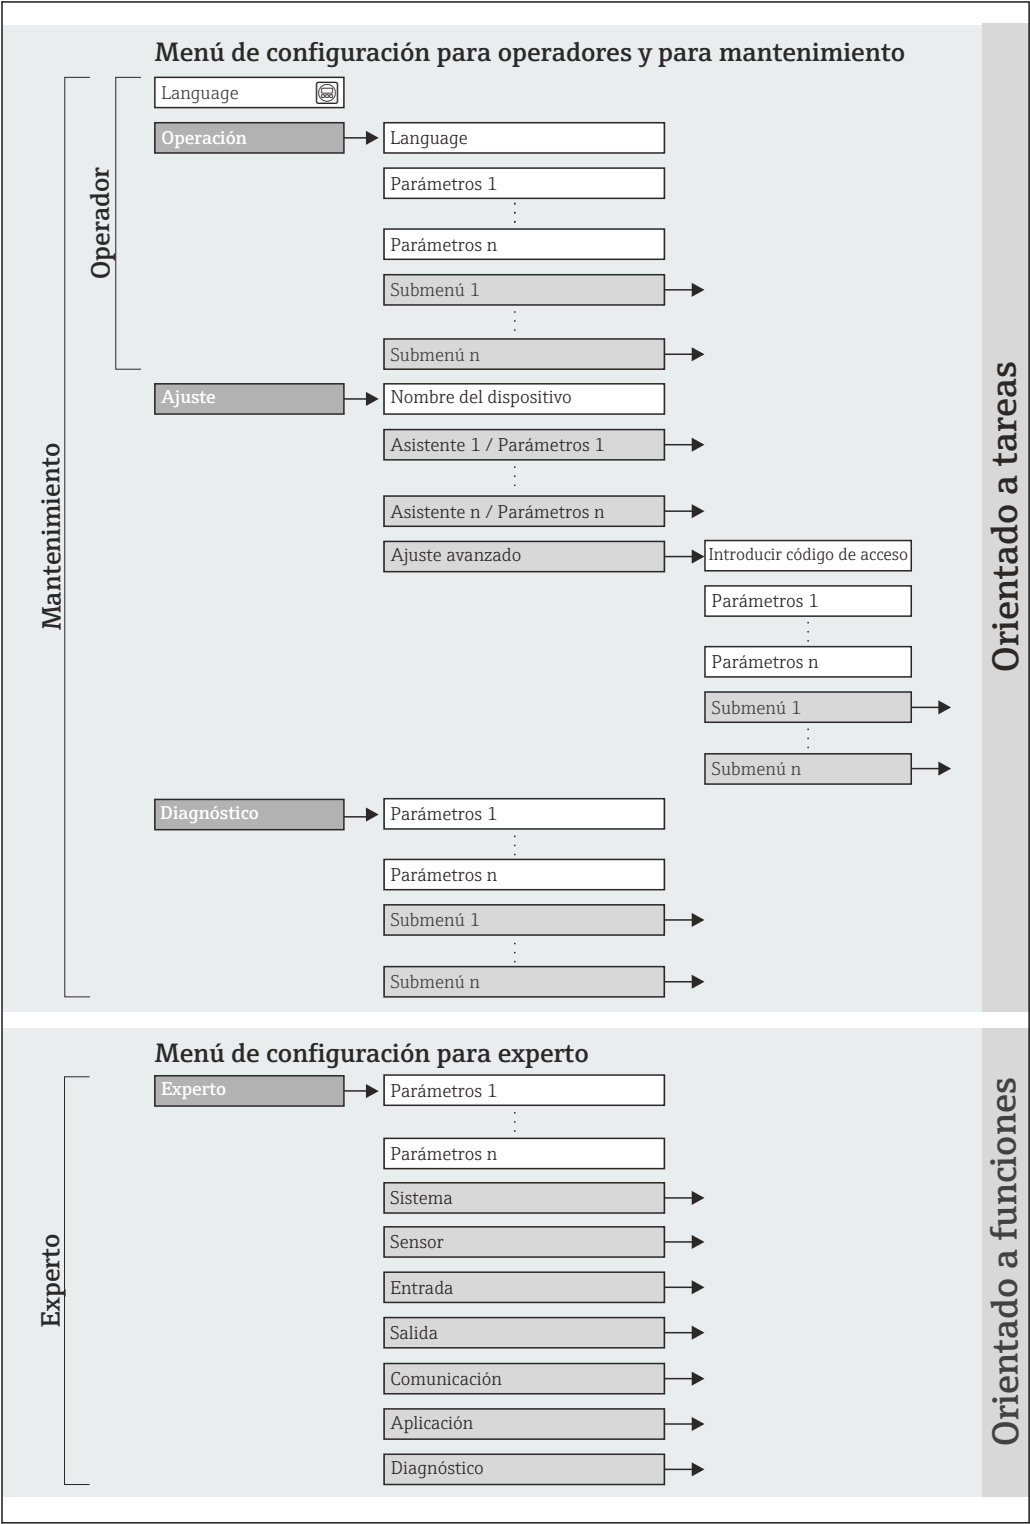 Menú de configuración para operadores y para mantenimiento
Mantenimiento
Operador
Language
Operación
Language
Parámetros 1
Parámetros n
Submenú 1
Submenú n
Ajuste
Nombre del dispositivo
Asistente 1 / Parámetros 1
Asistente n / Parámetros n
Ajuste avanzado
Introducir código de acceso
Parámetros 1
Parámetros n
Submenú 1
Submenú n
Diagnóstico
Parámetros 1
Parámetros n
Submenú 1
Submenú n
Orientado a tareas
Menú de configuración para experto
Experto
Experto
Parámetros 1
Parámetros n
Sistema
Sensor
Entrada
Salida
Comunicación
Aplicación
Diagnóstico
Orientado a funciones